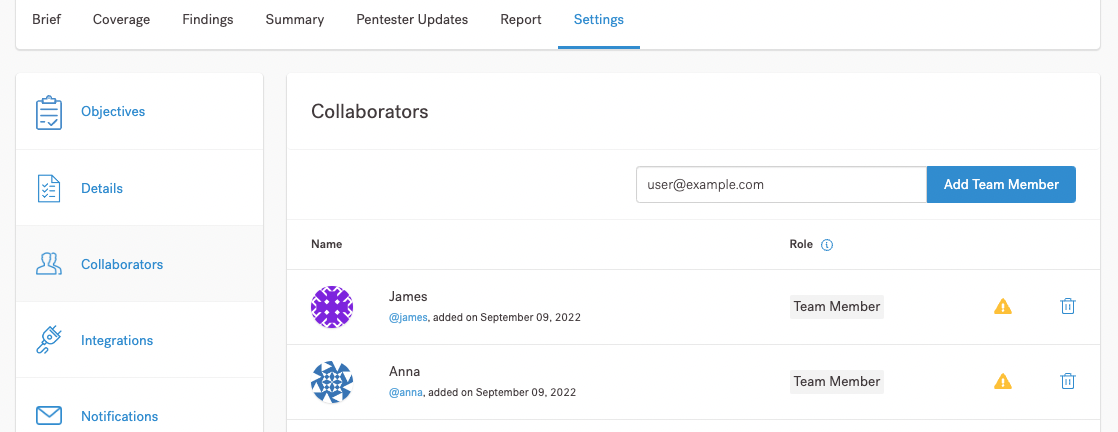 Brief Coverage Findings Summary Pentester Updates Report Settings
Objectives
Details
Collaborators
Integrations
Notifications
Collaborators
user@example.com Add Team Member
Name Role
James
@james, added on September 09, 2022
Team Member
Anna
@anna, added on September 09, 2022
Team Member